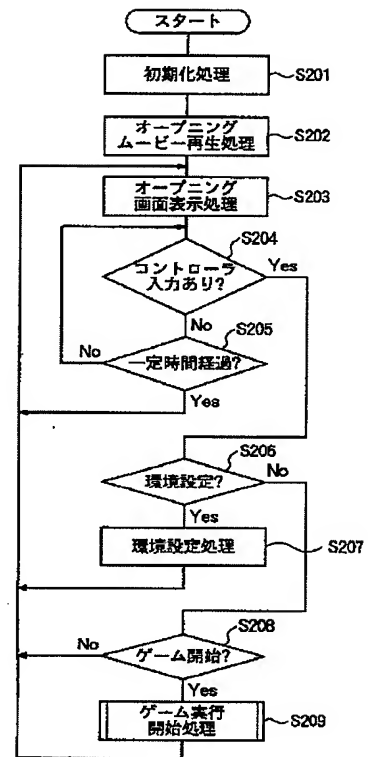 スタート
初期化処理
S201
オープニング
ムービー再生処理
S202
オープニング
画面表示処理
S203
S204
コントローラ
入力あり?
Yes
No
S205
一定時間経過?
No
Yes
S206
環境設定?
No
Yes
環境設定処理
S207
S208
ゲーム開始?
No
Yes
ゲーム実行
開始処理
S209